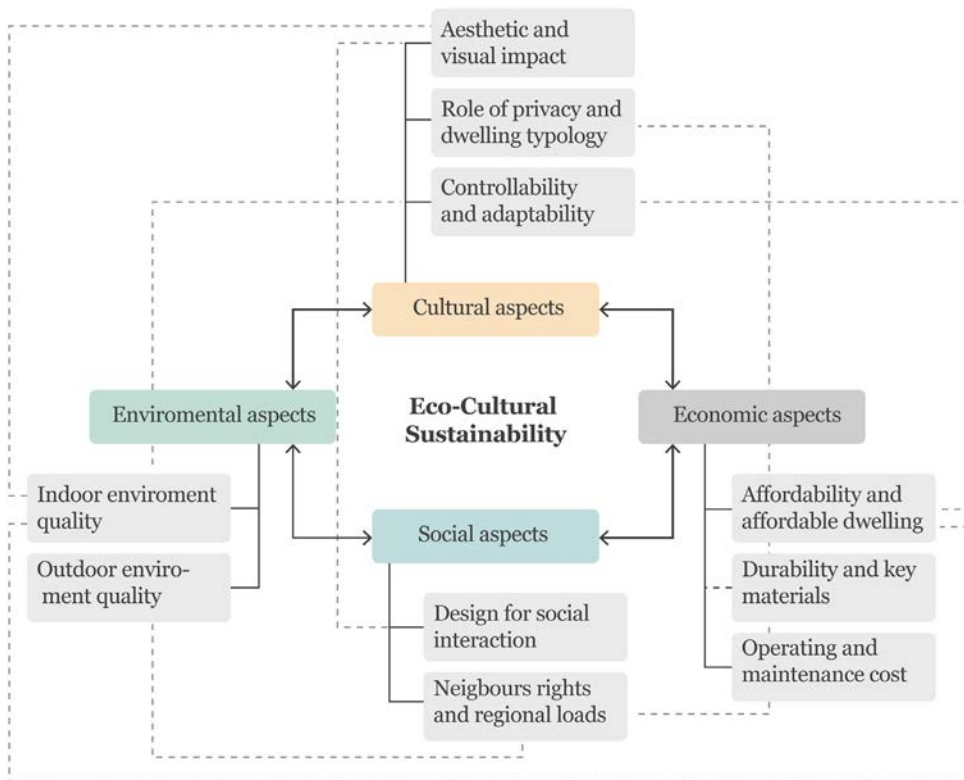 Aesthetic and
visual impact
Role of privacy and
dwelling typology
Controllability
and adaptability
Cultural aspects
Enviromental aspects
Eco-Cultural
Sustainability
Economic aspects
Indoor enviroment
quality
Outdoor enviro-
ment quality
Social aspects
Affordability and
affordable dwelling
Durability and key
materials
Operating and
maintenance cost
Design for social
interaction
Neighbours rights
and regional loads